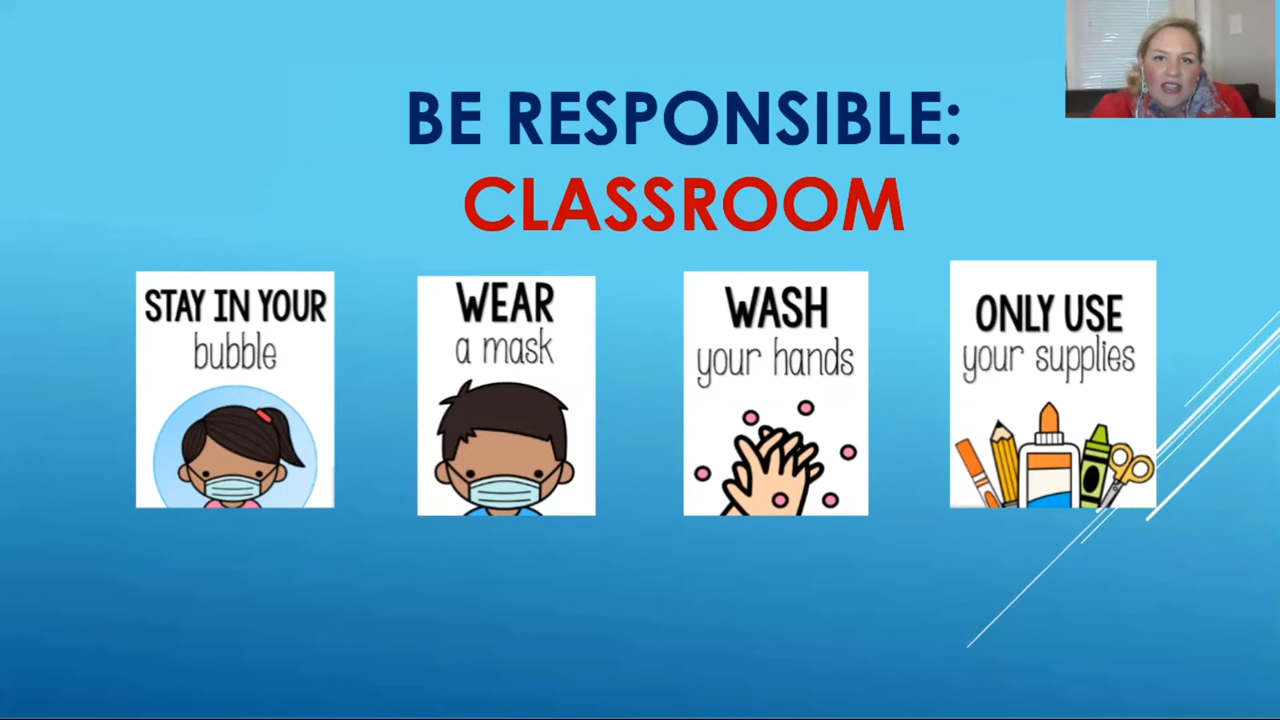 BE RESPONSIBLE:
CLASSROOM
STAY IN YOUR
bubble
WEAR
a mask
WASH
your hands
ONLY USE
your supplies